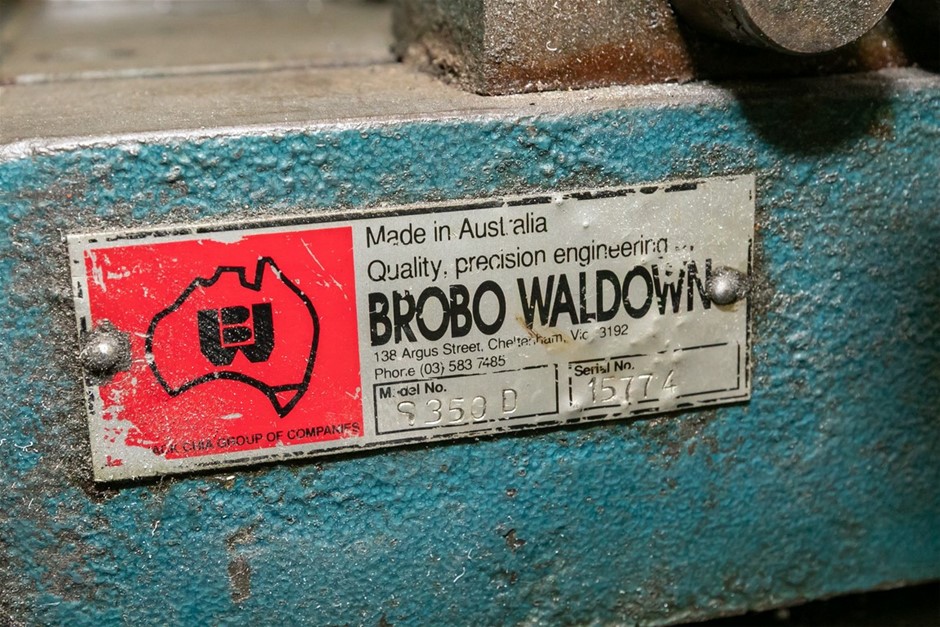 Made in Australia
Quality, precision engineering
BROBO WALDOWN
138 Argus Street, Cheltenham, Vic 3192
Phone (03) 583 7485
Model No.
S350 D
Serial No.
15774
GROUP OF COMPANIES